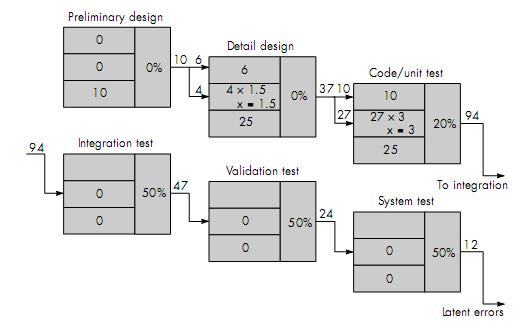 Preliminary design
0
0
10
0%
10 6
4
Detail design
6
4 x 1.5
x = 1.5
25
0%
37 10
27
Code/unit test
10
27 x 3
x = 3
25
20%
94
To integration
94
Integration test
0
0
50%
47
Validation test
0
0
50%
24
System test
0
0
50%
12
Latent errors